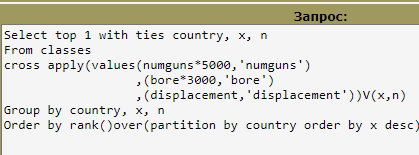 Запрос:
Select top 1 with ties country, x, n
From classes
cross apply(values(numguns*5000,'numguns')
,(bore*3000,'bore')
,(displacement,'displacement'))V(x,n)
Group by country, x, n
Order by rank()over(partition by country order by x desc)